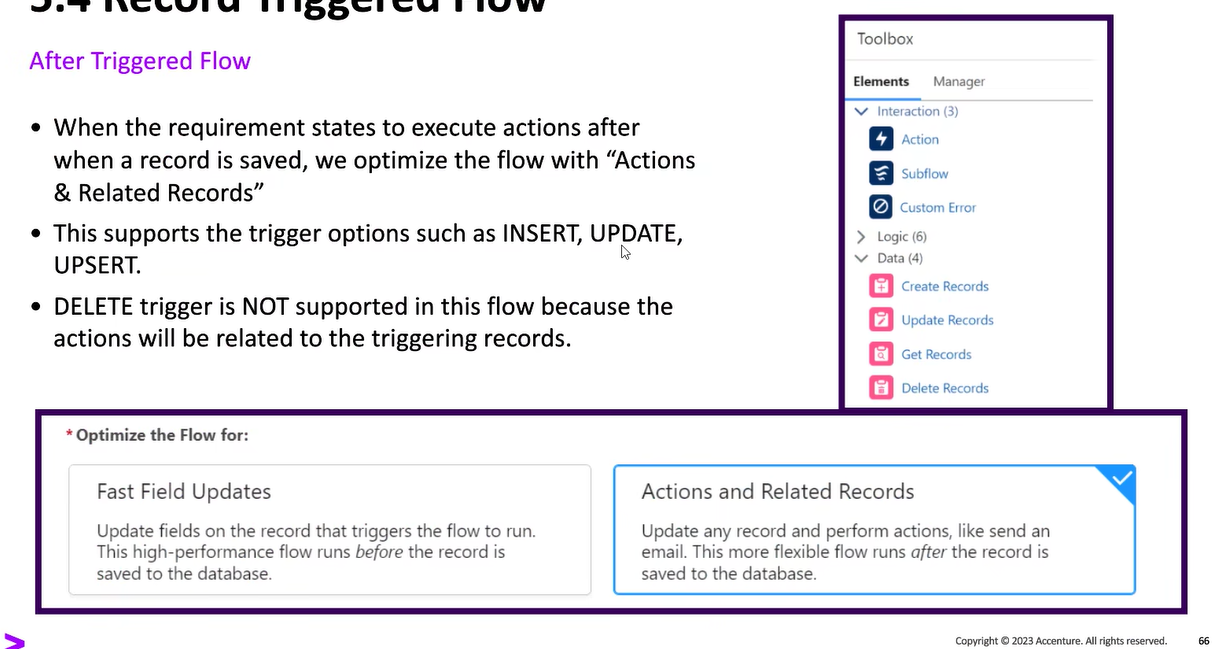 5.4 Record Triggered Flow
After Triggered Flow
• When the requirement states to execute actions after
when a record is saved, we optimize the flow with “Actions
& Related Records”
• This supports the trigger options such as INSERT, UPDATE,
UPSERT.
• DELETE trigger is NOT supported in this flow because the
actions will be related to the triggering records.
Toolbox
Elements Manager
Interaction (3)
Action
Subflow
Custom Error
Logic (6)
Data (4)
Create Records
Update Records
Get Records
Delete Records
* Optimize the Flow for:
Fast Field Updates
Update fields on the record that triggers the flow to run.
This high-performance flow runs before the record is
saved to the database.
Actions and Related Records
Update any record and perform actions, like send an
email. This more flexible flow runs after the record is
saved to the database.
Copyright © 2023 Accenture. All rights reserved. 66